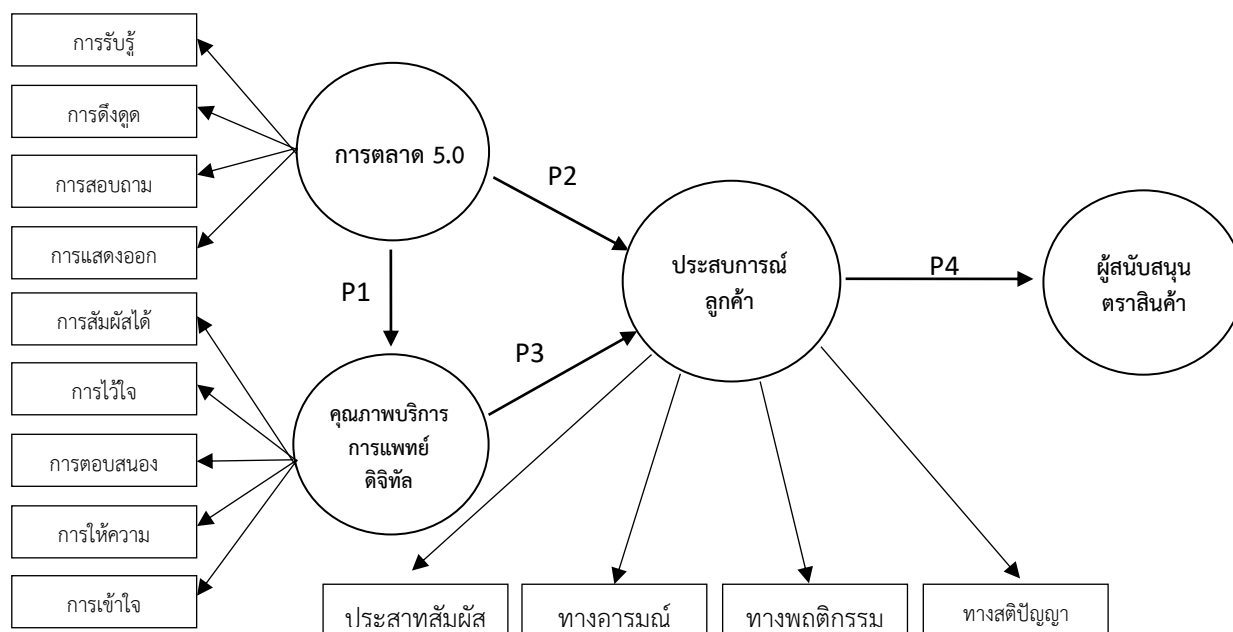 การรับรู้
การดึงดูด
การสอบถาม
การแสดงออก
การสัมผัสได้
การไว้ใจ
การตอบสนอง
การให้ความ
การเข้าใจ
การตลาด 5.0
P1
P2
คุณภาพบริการ
การแพทย์
ดิจิทัล
P3
ประสบการณ์
ลูกค้า
P4
ผู้สนับสนุน
ตราสินค้า
ประสาทสัมผัส
ทางอารมณ์
ทางพฤติกรรม
ทางสติปัญญา